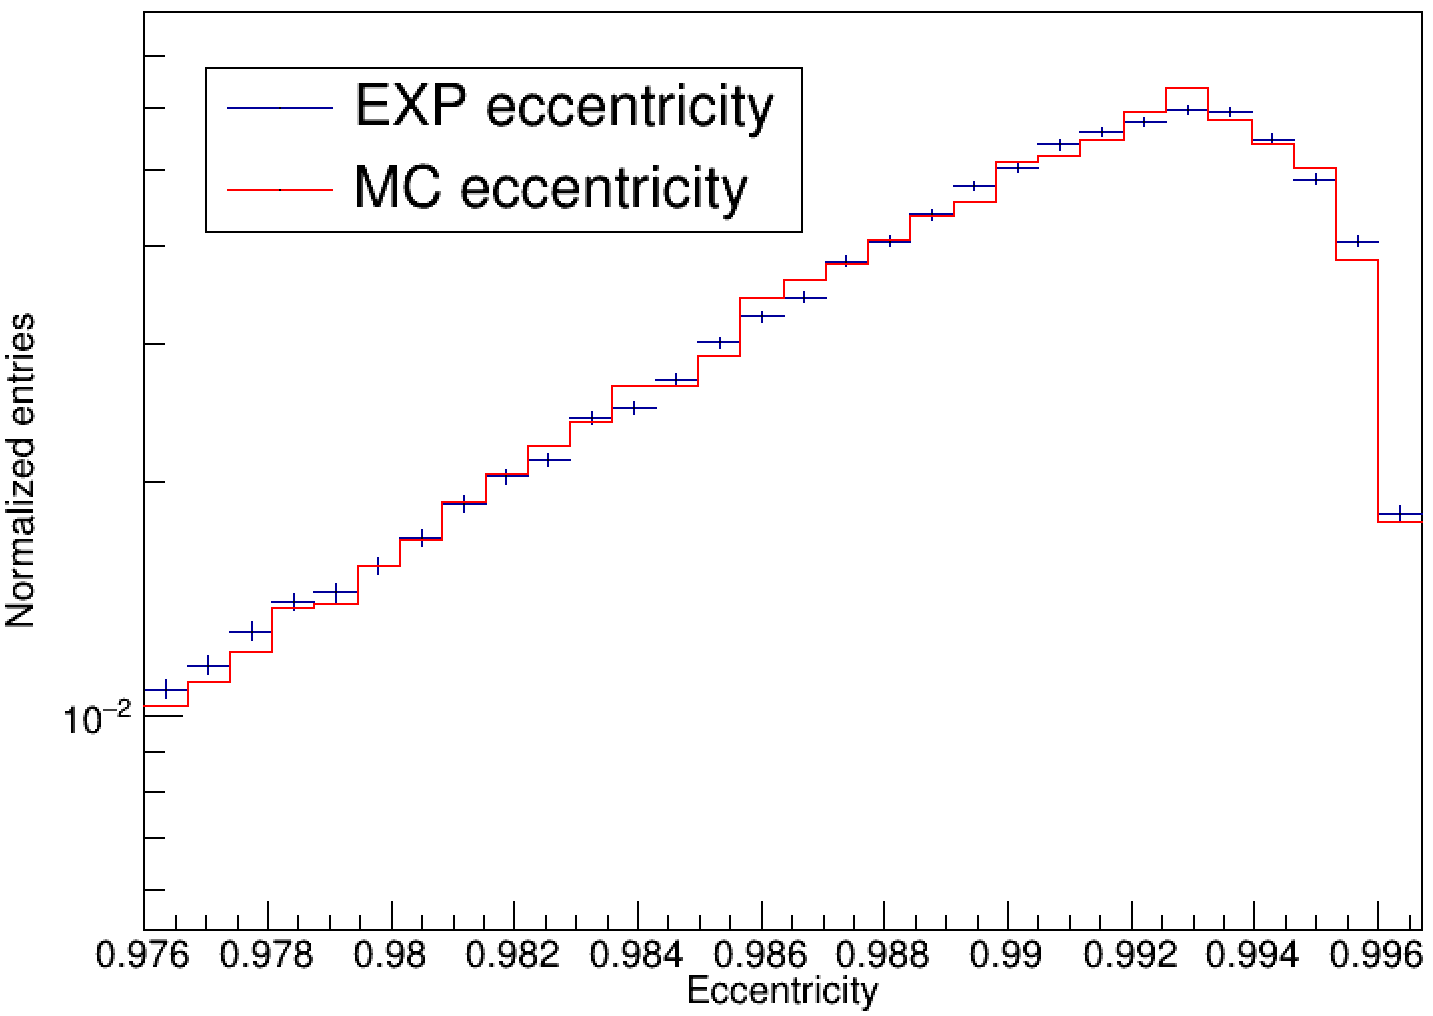 EXP eccentricity
MC eccentricity
Normalized entries
10⁻²
0.976 0.978 0.98 0.982 0.984 0.986 0.988 0.99 0.992 0.994 0.996
Eccentricity